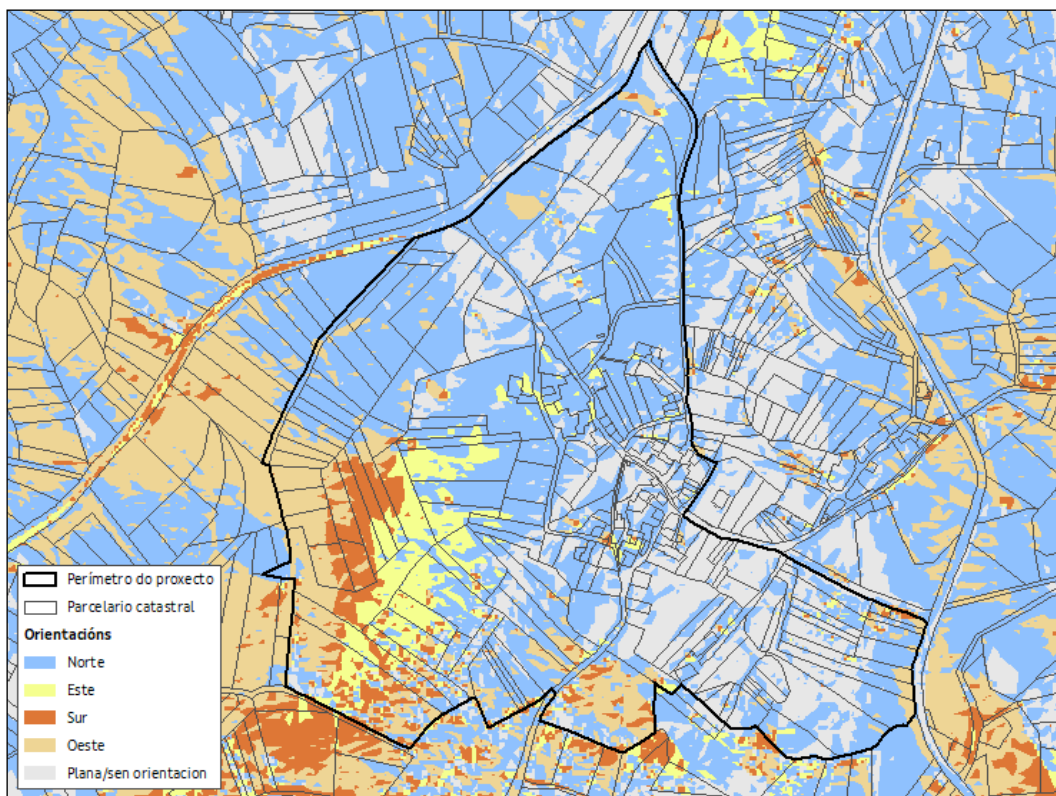 Perímetro do proxecto
Parcelario catastral
Orientacións
Norte
Este
Sur
Oeste
Plana/sen orientacion